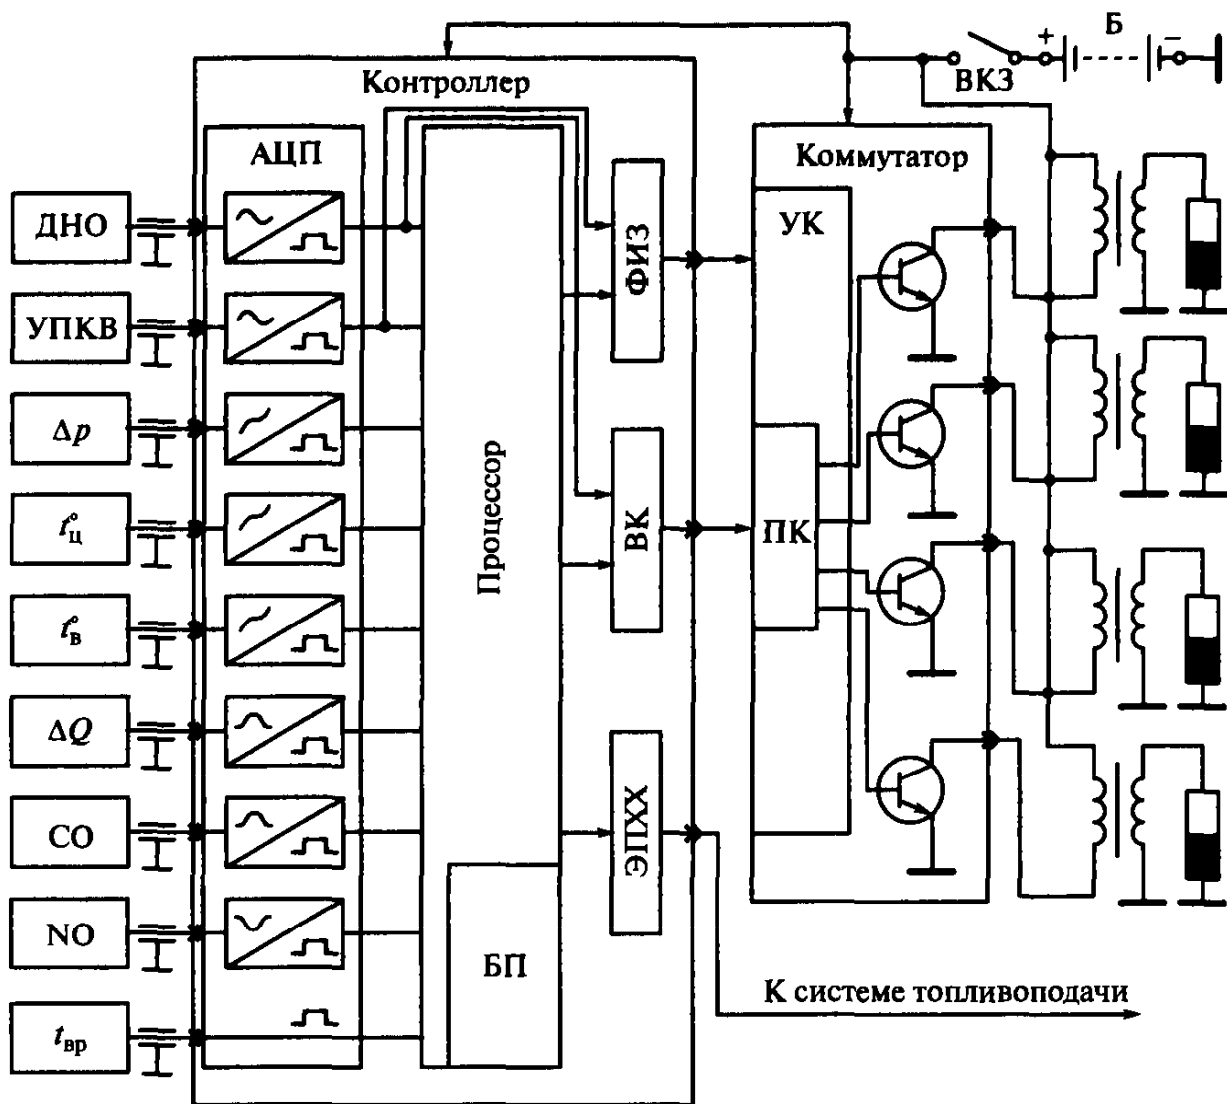 Б
+
–
ВКЗ
Контроллер
АЦП
Коммутатор
ДНО
УК
ФИЗ
УПКВ
Δp
Процессор
t°ц
ВК
ПК
t°в
ΔQ
CO
ЭПХХ
NO
БП
К системе топливоподачи
tвр